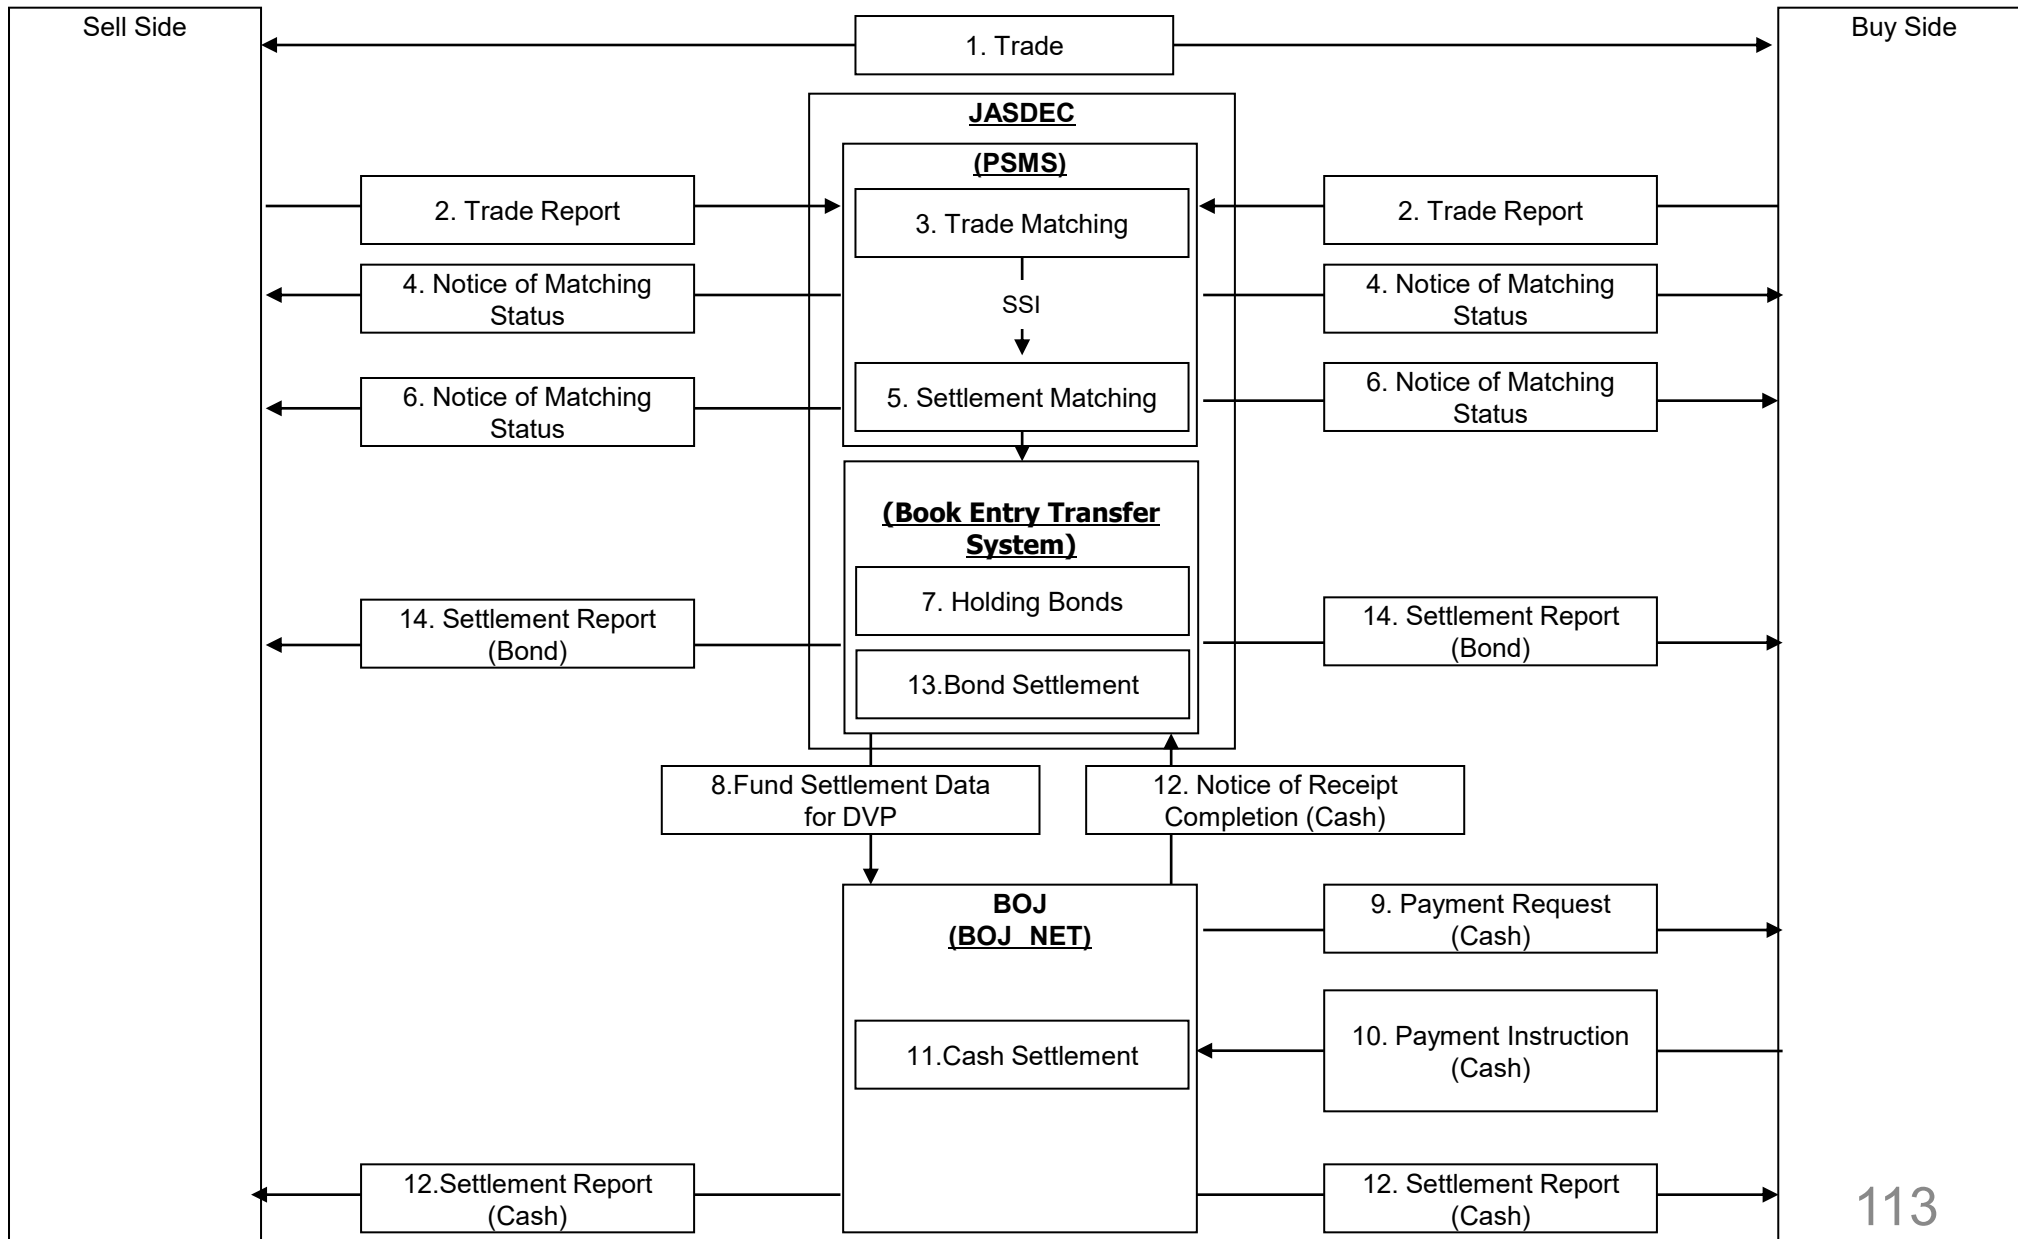 Sell Side
1. Trade
Buy Side
JASDEC
(PSMS)
2. Trade Report
3. Trade Matching
2. Trade Report
4. Notice of Matching
Status
SSI
4. Notice of Matching
Status
6. Notice of Matching
Status
5. Settlement Matching
6. Notice of Matching
Status
(Book Entry Transfer
System)
7. Holding Bonds
14. Settlement Report
(Bond)
14. Settlement Report
(Bond)
13.Bond Settlement
8.Fund Settlement Data
for DVP
12. Notice of Receipt
Completion (Cash)
BOJ
(BOJ_NET)
9. Payment Request
(Cash)
11.Cash Settlement
10. Payment Instruction
(Cash)
12.Settlement Report
(Cash)
12. Settlement Report
(Cash)
113